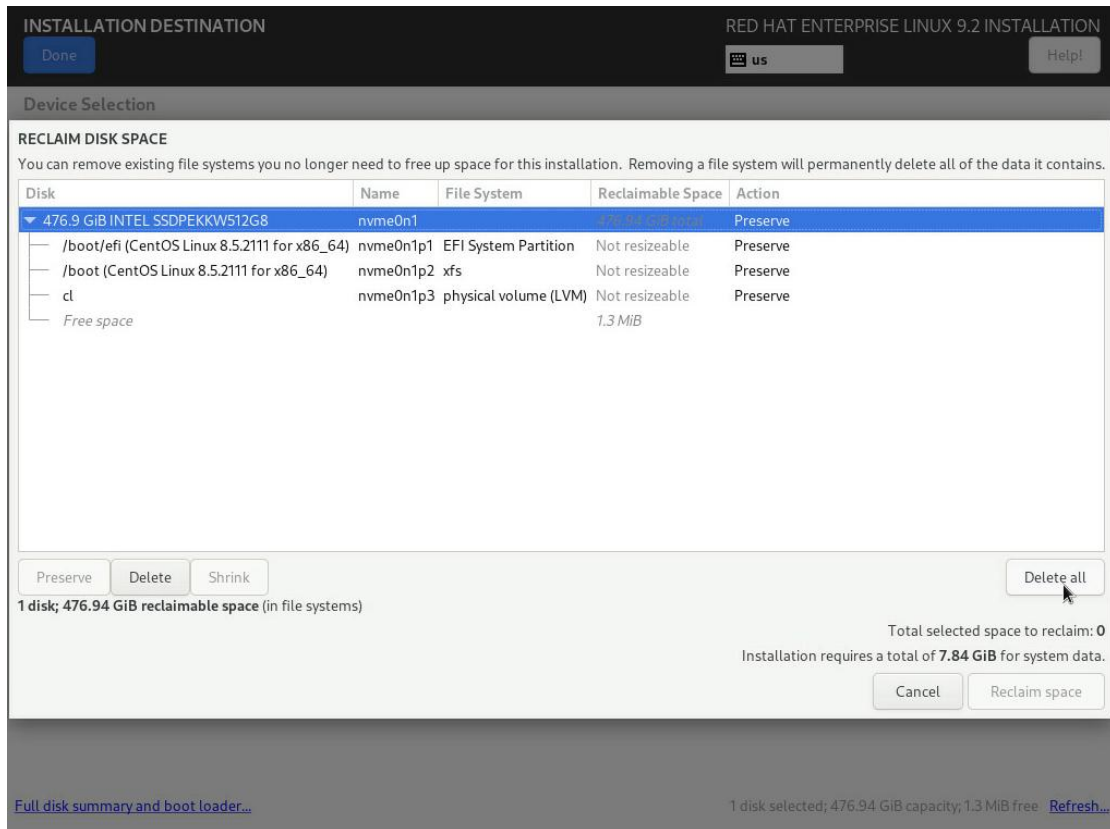 INSTALLATION DESTINATION
RED HAT ENTERPRISE LINUX 9.2 INSTALLATION
Done
us
Help!
Device Selection
RECLAIM DISK SPACE
You can remove existing file systems you no longer need to free up space for this installation. Removing a file system will permanently delete all of the data it contains.
Disk Name File System Reclaimable Space Action
476.9 GiB INTEL SSDPEKKW512G8 nvme0n1 476.94 GiB total Preserve
/boot/efi (CentOS Linux 8.5.2111 for x86_64) nvme0n1p1 EFI System Partition Not resizeable Preserve
/boot (CentOS Linux 8.5.2111 for x86_64) nvme0n1p2 xfs Not resizeable Preserve
cl nvme0n1p3 physical volume (LVM) Not resizeable Preserve
Free space 1.3 MiB
Preserve Delete Shrink Delete all
1 disk; 476.94 GiB reclaimable space (in file systems)
Total selected space to reclaim: 0
Installation requires a total of 7.84 GiB for system data.
Cancel Reclaim space
Full disk summary and boot loader... 1 disk selected; 476.94 GiB capacity; 1.3 MiB free Refresh...